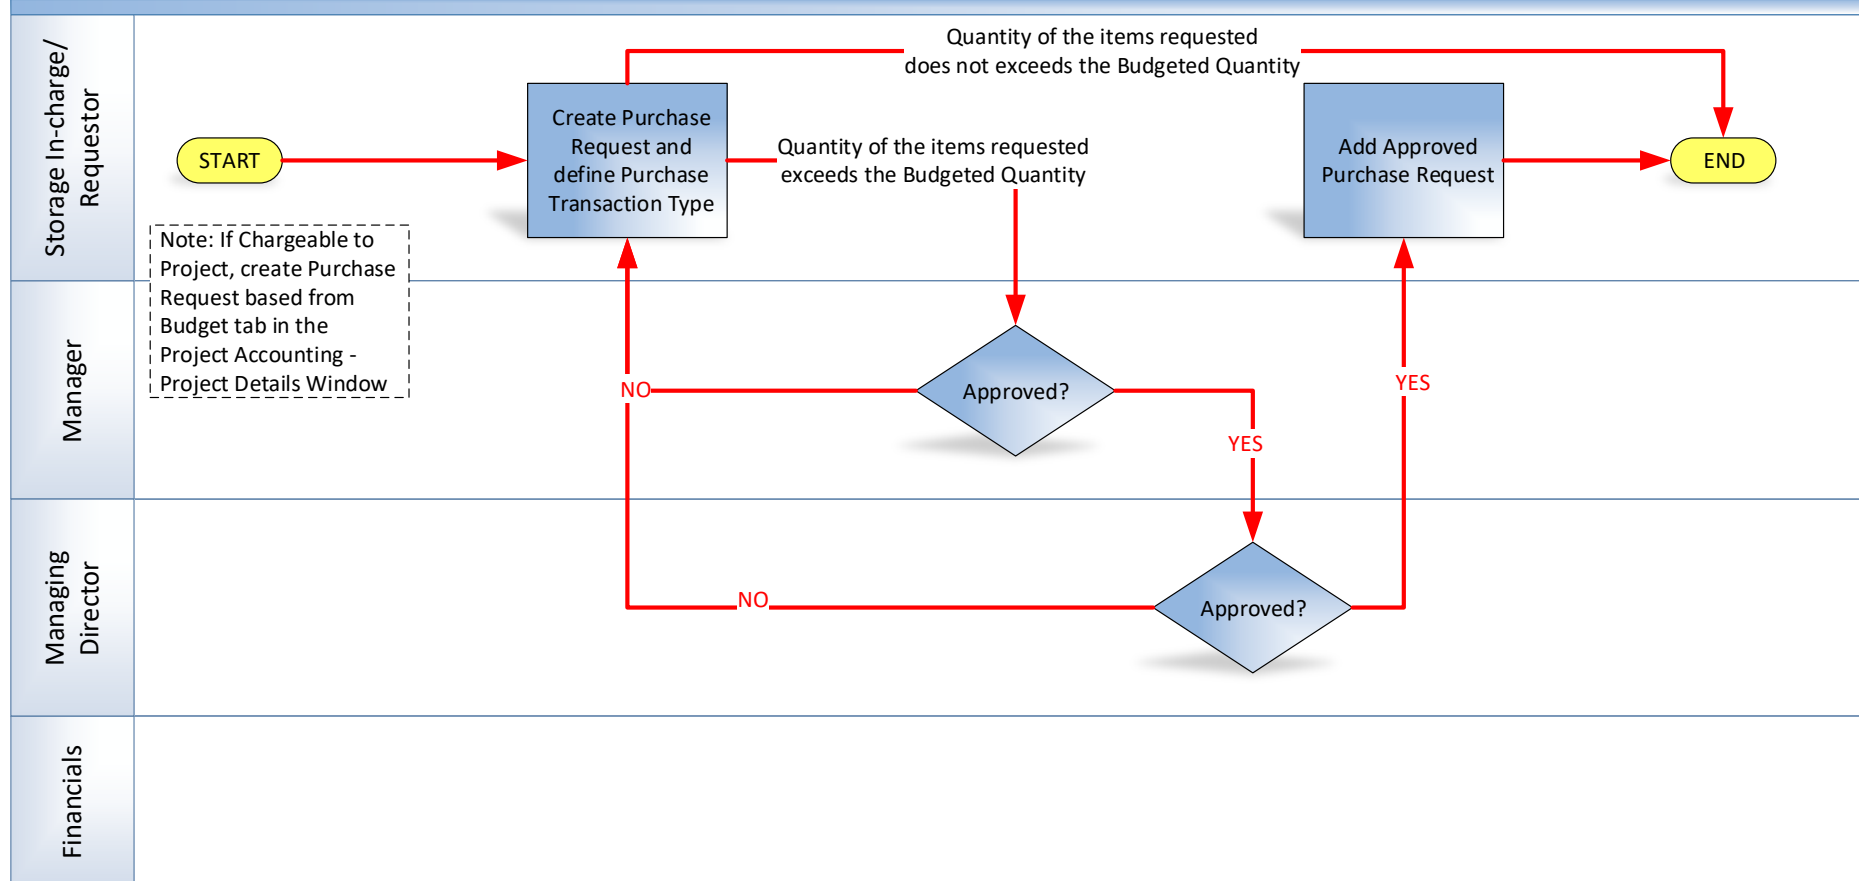 Storage In-charge/
Requestor
START
Create Purchase
Request and
define Purchase
Transaction Type
Quantity of the items requested
does not exceeds the Budgeted Quantity
Quantity of the items requested
exceeds the Budgeted Quantity
Add Approved
Purchase Request
END
Note: If Chargeable to
Project, create Purchase
Request based from
Budget tab in the
Project Accounting -
Project Details Window
Manager
NO
Approved?
YES
YES
Managing
Director
NO
Approved?
Financials